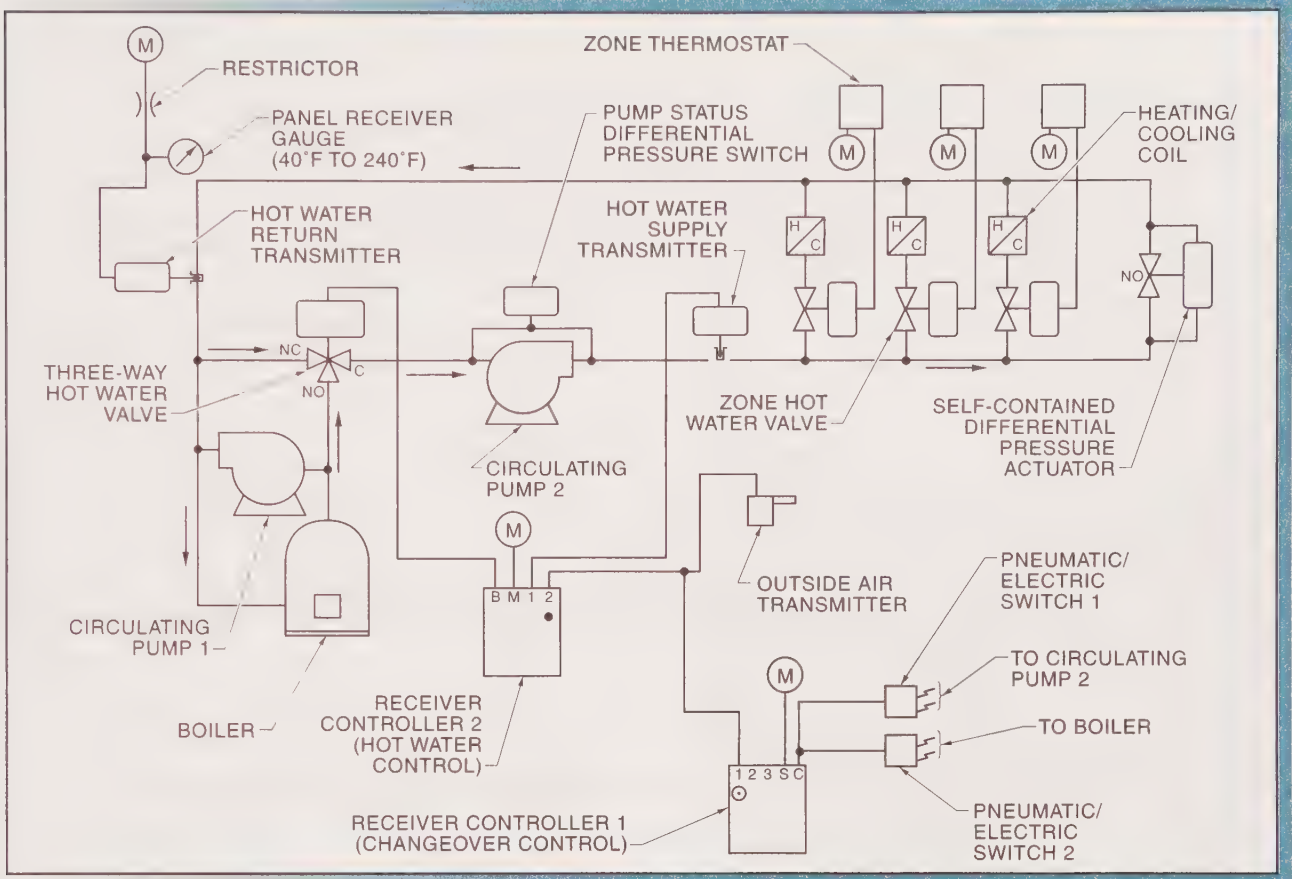 M
RESTRICTOR
PANEL RECEIVER
GAUGE
(40°F TO 240°F)
HOT WATER
RETURN
TRANSMITTER
PUMP STATUS
DIFFERENTIAL
PRESSURE SWITCH
ZONE THERMOSTAT
M
M
M
HEATING/
COOLING
COIL
HOT WATER
SUPPLY
TRANSMITTER
H
C
H
C
H
C
NO
NC
C
NO
THREE-WAY
HOT WATER
VALVE
ZONE HOT
WATER VALVE
SELF-CONTAINED
DIFFERENTIAL
PRESSURE
ACTUATOR
CIRCULATING
PUMP 2
CIRCULATING
PUMP 1
BOILER
M
B M 1 2
RECEIVER
CONTROLLER 2
(HOT WATER
CONTROL)
OUTSIDE AIR
TRANSMITTER
PNEUMATIC/
ELECTRIC
SWITCH 1
TO CIRCULATING
PUMP 2
TO BOILER
M
1 2 3 S C
RECEIVER CONTROLLER 1
(CHANGEOVER CONTROL)
PNEUMATIC/
ELECTRIC
SWITCH 2